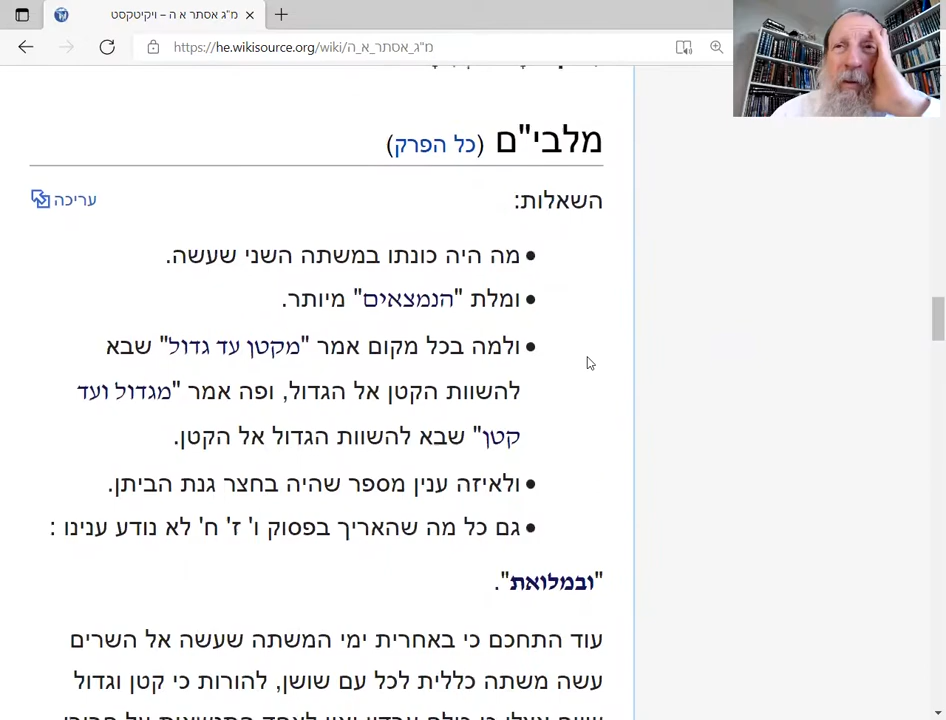 מ"ג אסתר א ה – ויקיטקסט
https://he.wikisource.org/wiki/מ"ג_אסתר_א_ה
מלבי"ם (כל הפרק)
עריכה
השאלות:
מה היה כונתו במשתה השני שעשה.
ומלת "הנמצאים" מיותר.
ולמה בכל מקום אמר "מקטן עד גדול" שבא
להשוות הקטן אל הגדול, ופה אמר "מגדול ועד
קטן" שבא להשוות הגדול אל הקטן.
ולאיזה ענין מספר שהיה בחצר גנת הביתן.
גם כל מה שהאריך בפסוק ו' ז' ח' לא נודע ענינו :
"ובמלואת".
עוד התחכם כי באחרית ימי המשתה שעשה אל השרים
עשה משתה כללית לכל עם שושן, להורות כי קטן וגדול